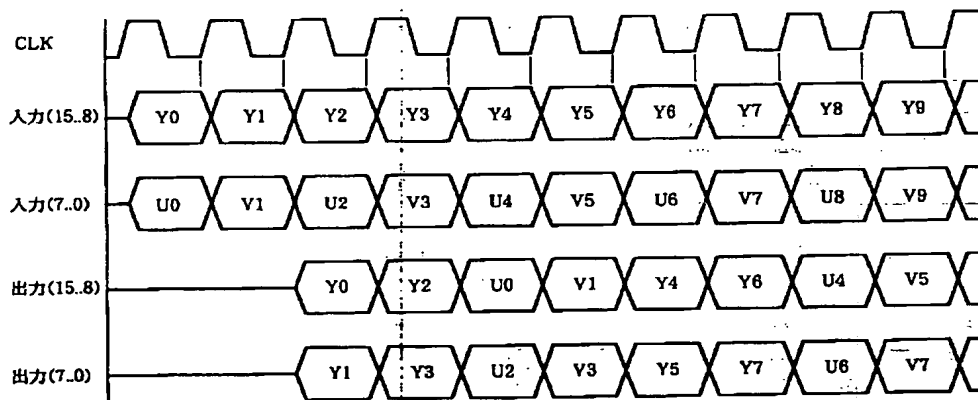 CLK
入力(15..8) Y0 Y1 Y2 Y3 Y4 Y5 Y6 Y7 Y8 Y9
入力(7..0) U0 V1 U2 V3 U4 V5 U6 V7 U8 V9
出力(15..8) Y0 Y2 U0 V1 Y4 Y6 U4 V5
出力(7..0) Y1 Y3 U2 V3 Y5 Y7 U6 V7